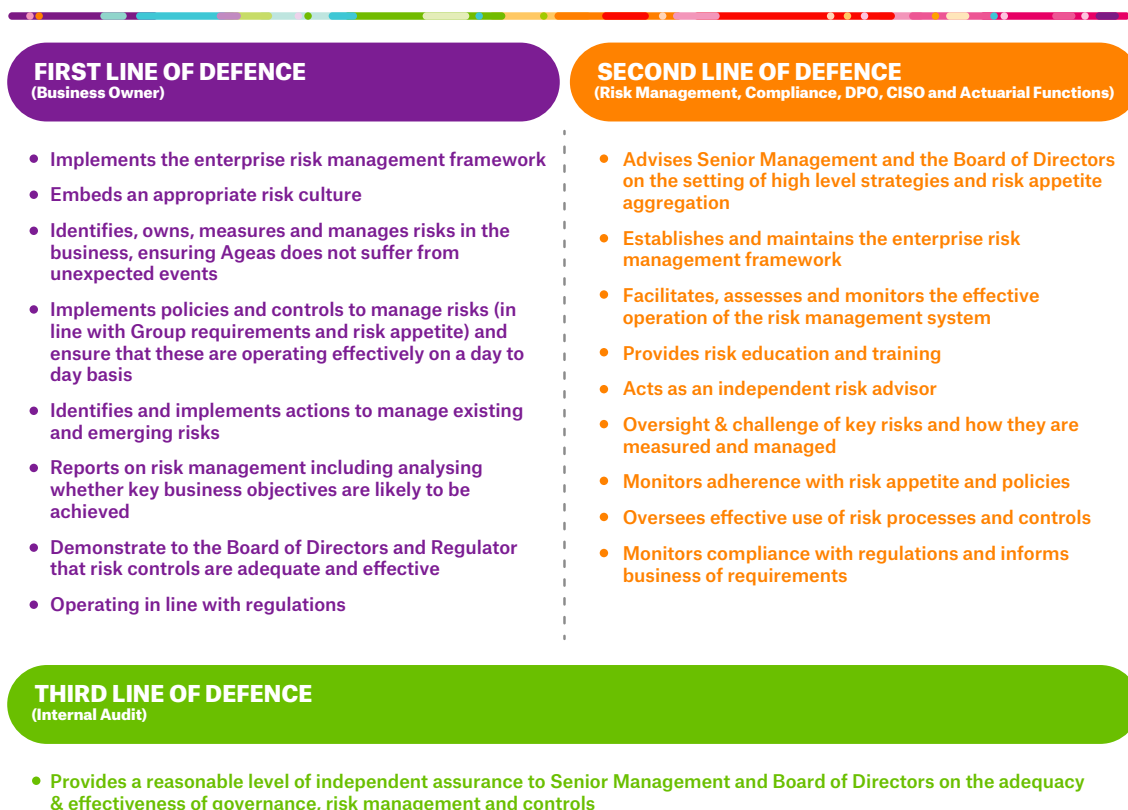 FIRST LINE OF DEFENCE
(Business Owner)
• Implements the enterprise risk management framework
• Embeds an appropriate risk culture
• Identifies, owns, measures and manages risks in the
business, ensuring Ageas does not suffer from
unexpected events
• Implements policies and controls to manage risks (in
line with Group requirements and risk appetite) and
ensure that these are operating effectively on a day to
day basis
• Identifies and implements actions to manage existing
and emerging risks
• Reports on risk management including analysing
whether key business objectives are likely to be
achieved
• Demonstrate to the Board of Directors and Regulator
that risk controls are adequate and effective
• Operating in line with regulations
SECOND LINE OF DEFENCE
(Risk Management, Compliance, DPO, CISO and Actuarial Functions)
• Advises Senior Management and the Board of Directors
on the setting of high level strategies and risk appetite
aggregation
• Establishes and maintains the enterprise risk
management framework
• Facilitates, assesses and monitors the effective
operation of the risk management system
• Provides risk education and training
• Acts as an independent risk advisor
• Oversight & challenge of key risks and how they are
measured and managed
• Monitors adherence with risk appetite and policies
• Oversees effective use of risk processes and controls
• Monitors compliance with regulations and informs
business of requirements
THIRD LINE OF DEFENCE
(Internal Audit)
• Provides a reasonable level of independent assurance to Senior Management and Board of Directors on the adequacy
& effectiveness of governance, risk management and controls